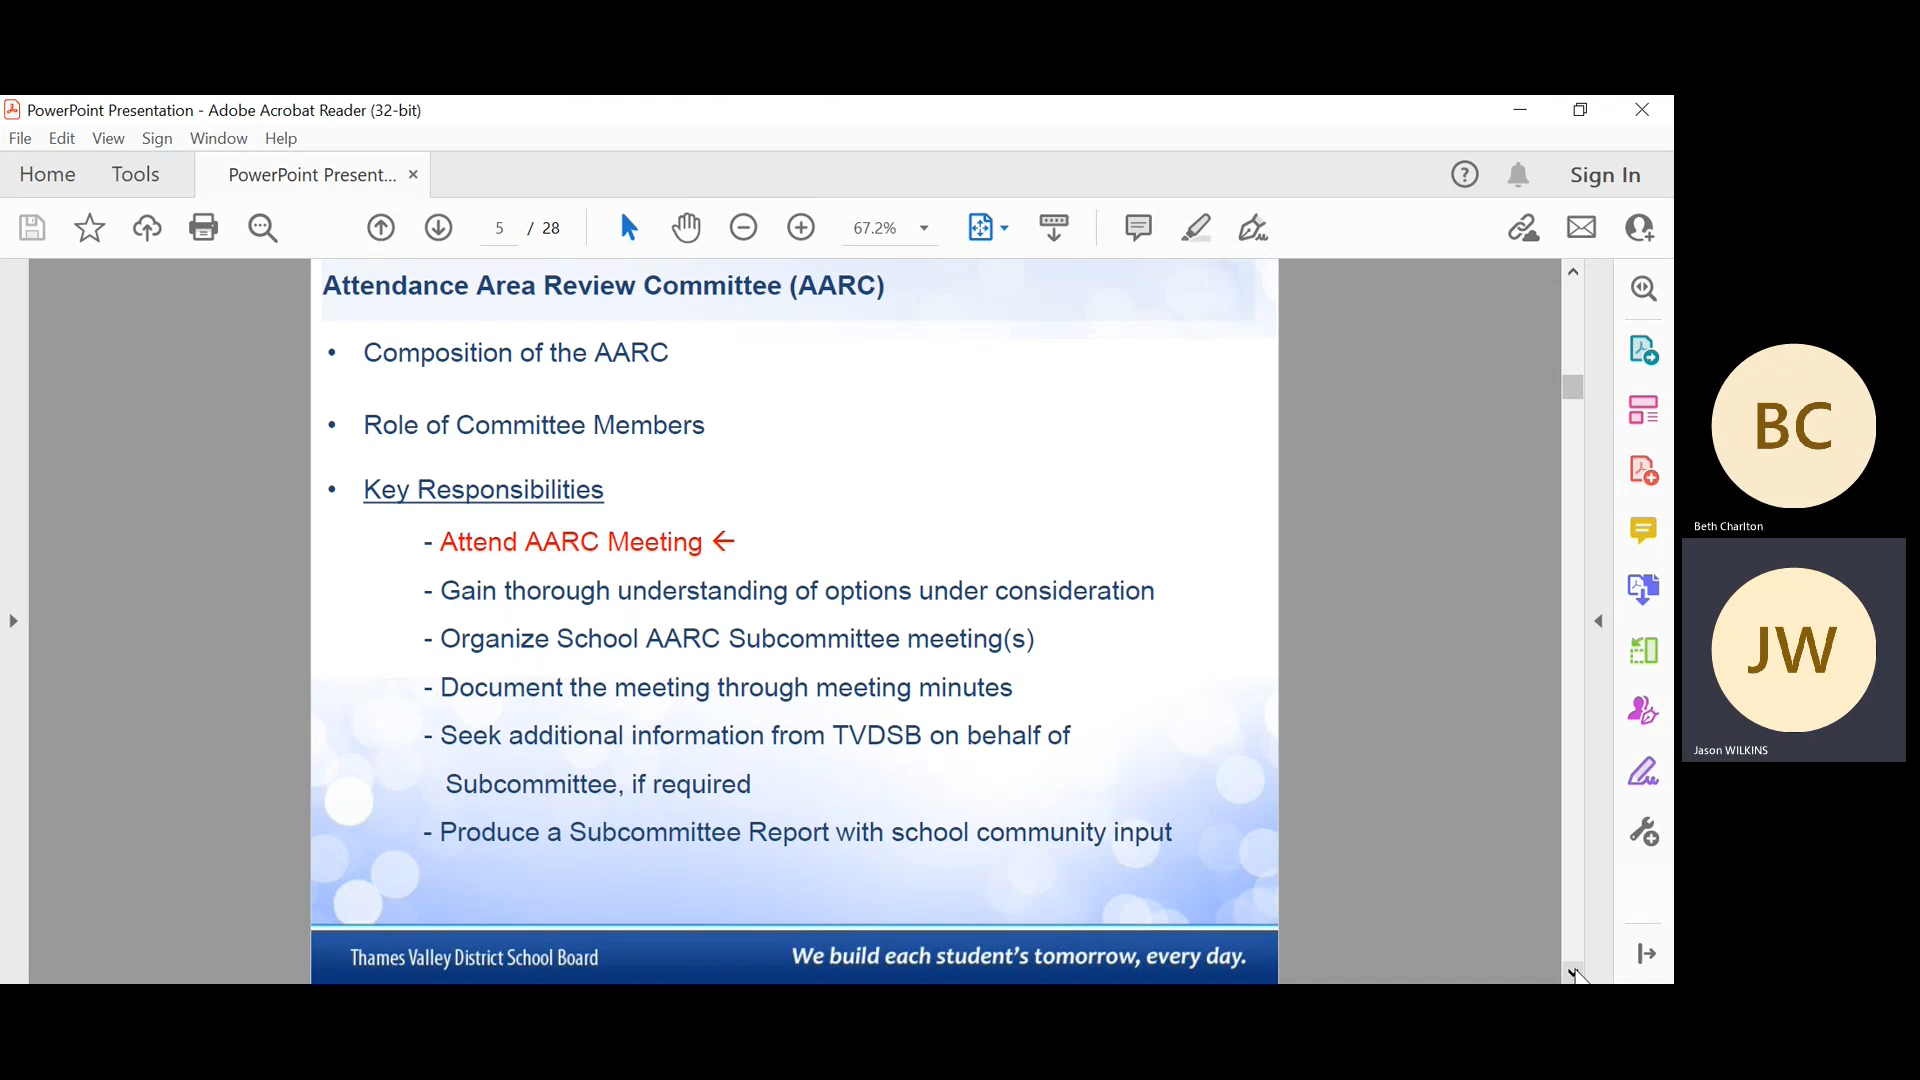 PowerPoint Presentation - Adobe Acrobat Reader (32-bit)
File Edit View Sign Window Help
Home Tools PowerPoint Present... × Sign In
5 / 28 67.2%
Attendance Area Review Committee (AARC)
• Composition of the AARC
• Role of Committee Members
• Key Responsibilities
- Attend AARC Meeting ←
- Gain thorough understanding of options under consideration
- Organize School AARC Subcommittee meeting(s)
- Document the meeting through meeting minutes
- Seek additional information from TVDSB on behalf of
Subcommittee, if required
- Produce a Subcommittee Report with school community input
Thames Valley District School Board We build each student's tomorrow, every day.
BC
Beth Charlton
JW
Jason WILKINS